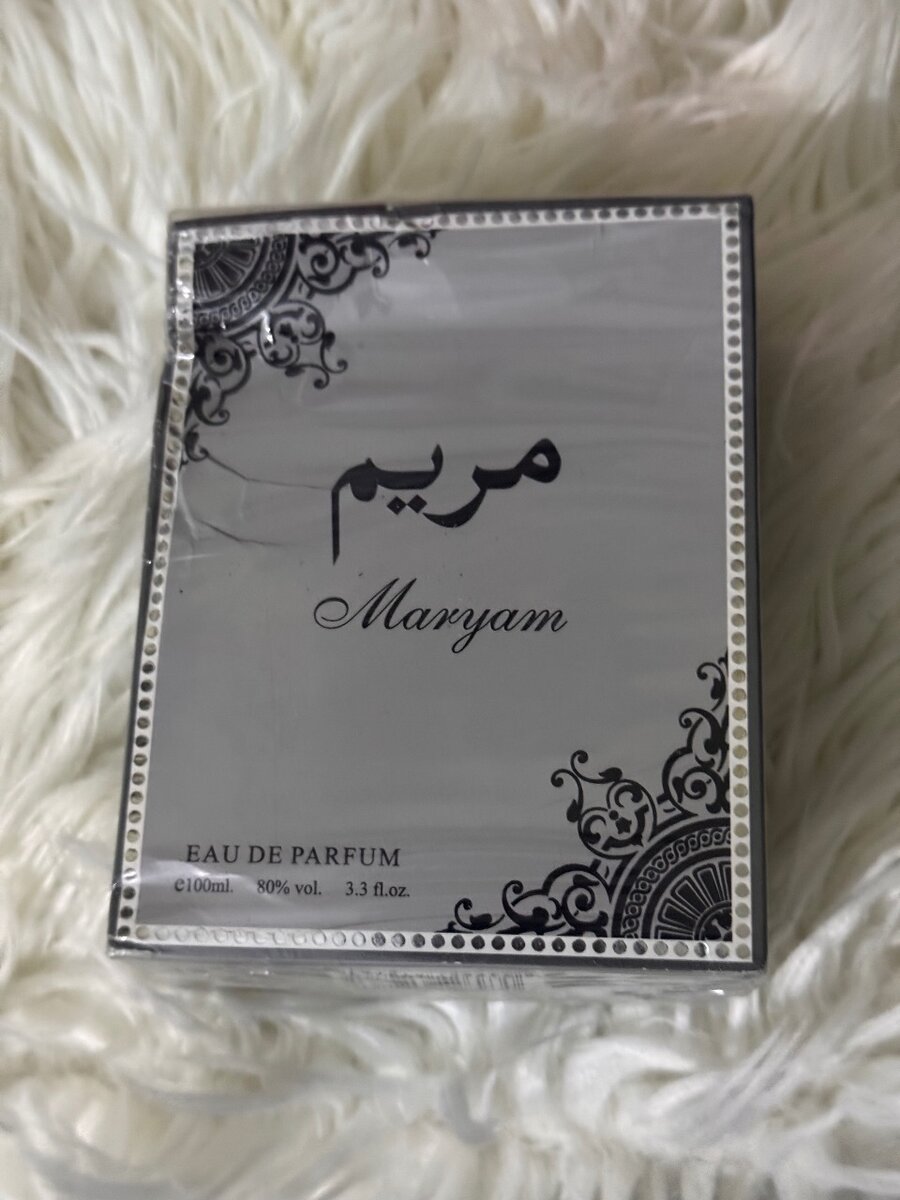 مريم
Maryam
EAU DE PARFUM
e100ml. 80% vol. 3.3 fl.oz.